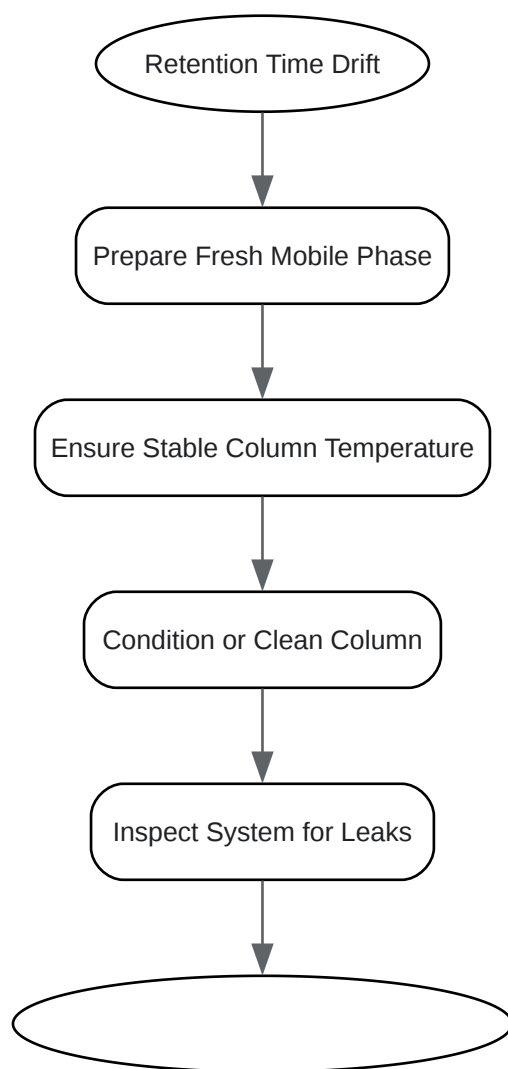 Retention Time Drift
Prepare Fresh Mobile Phase
Ensure Stable Column Temperature
Condition or Clean Column
Inspect System for Leaks